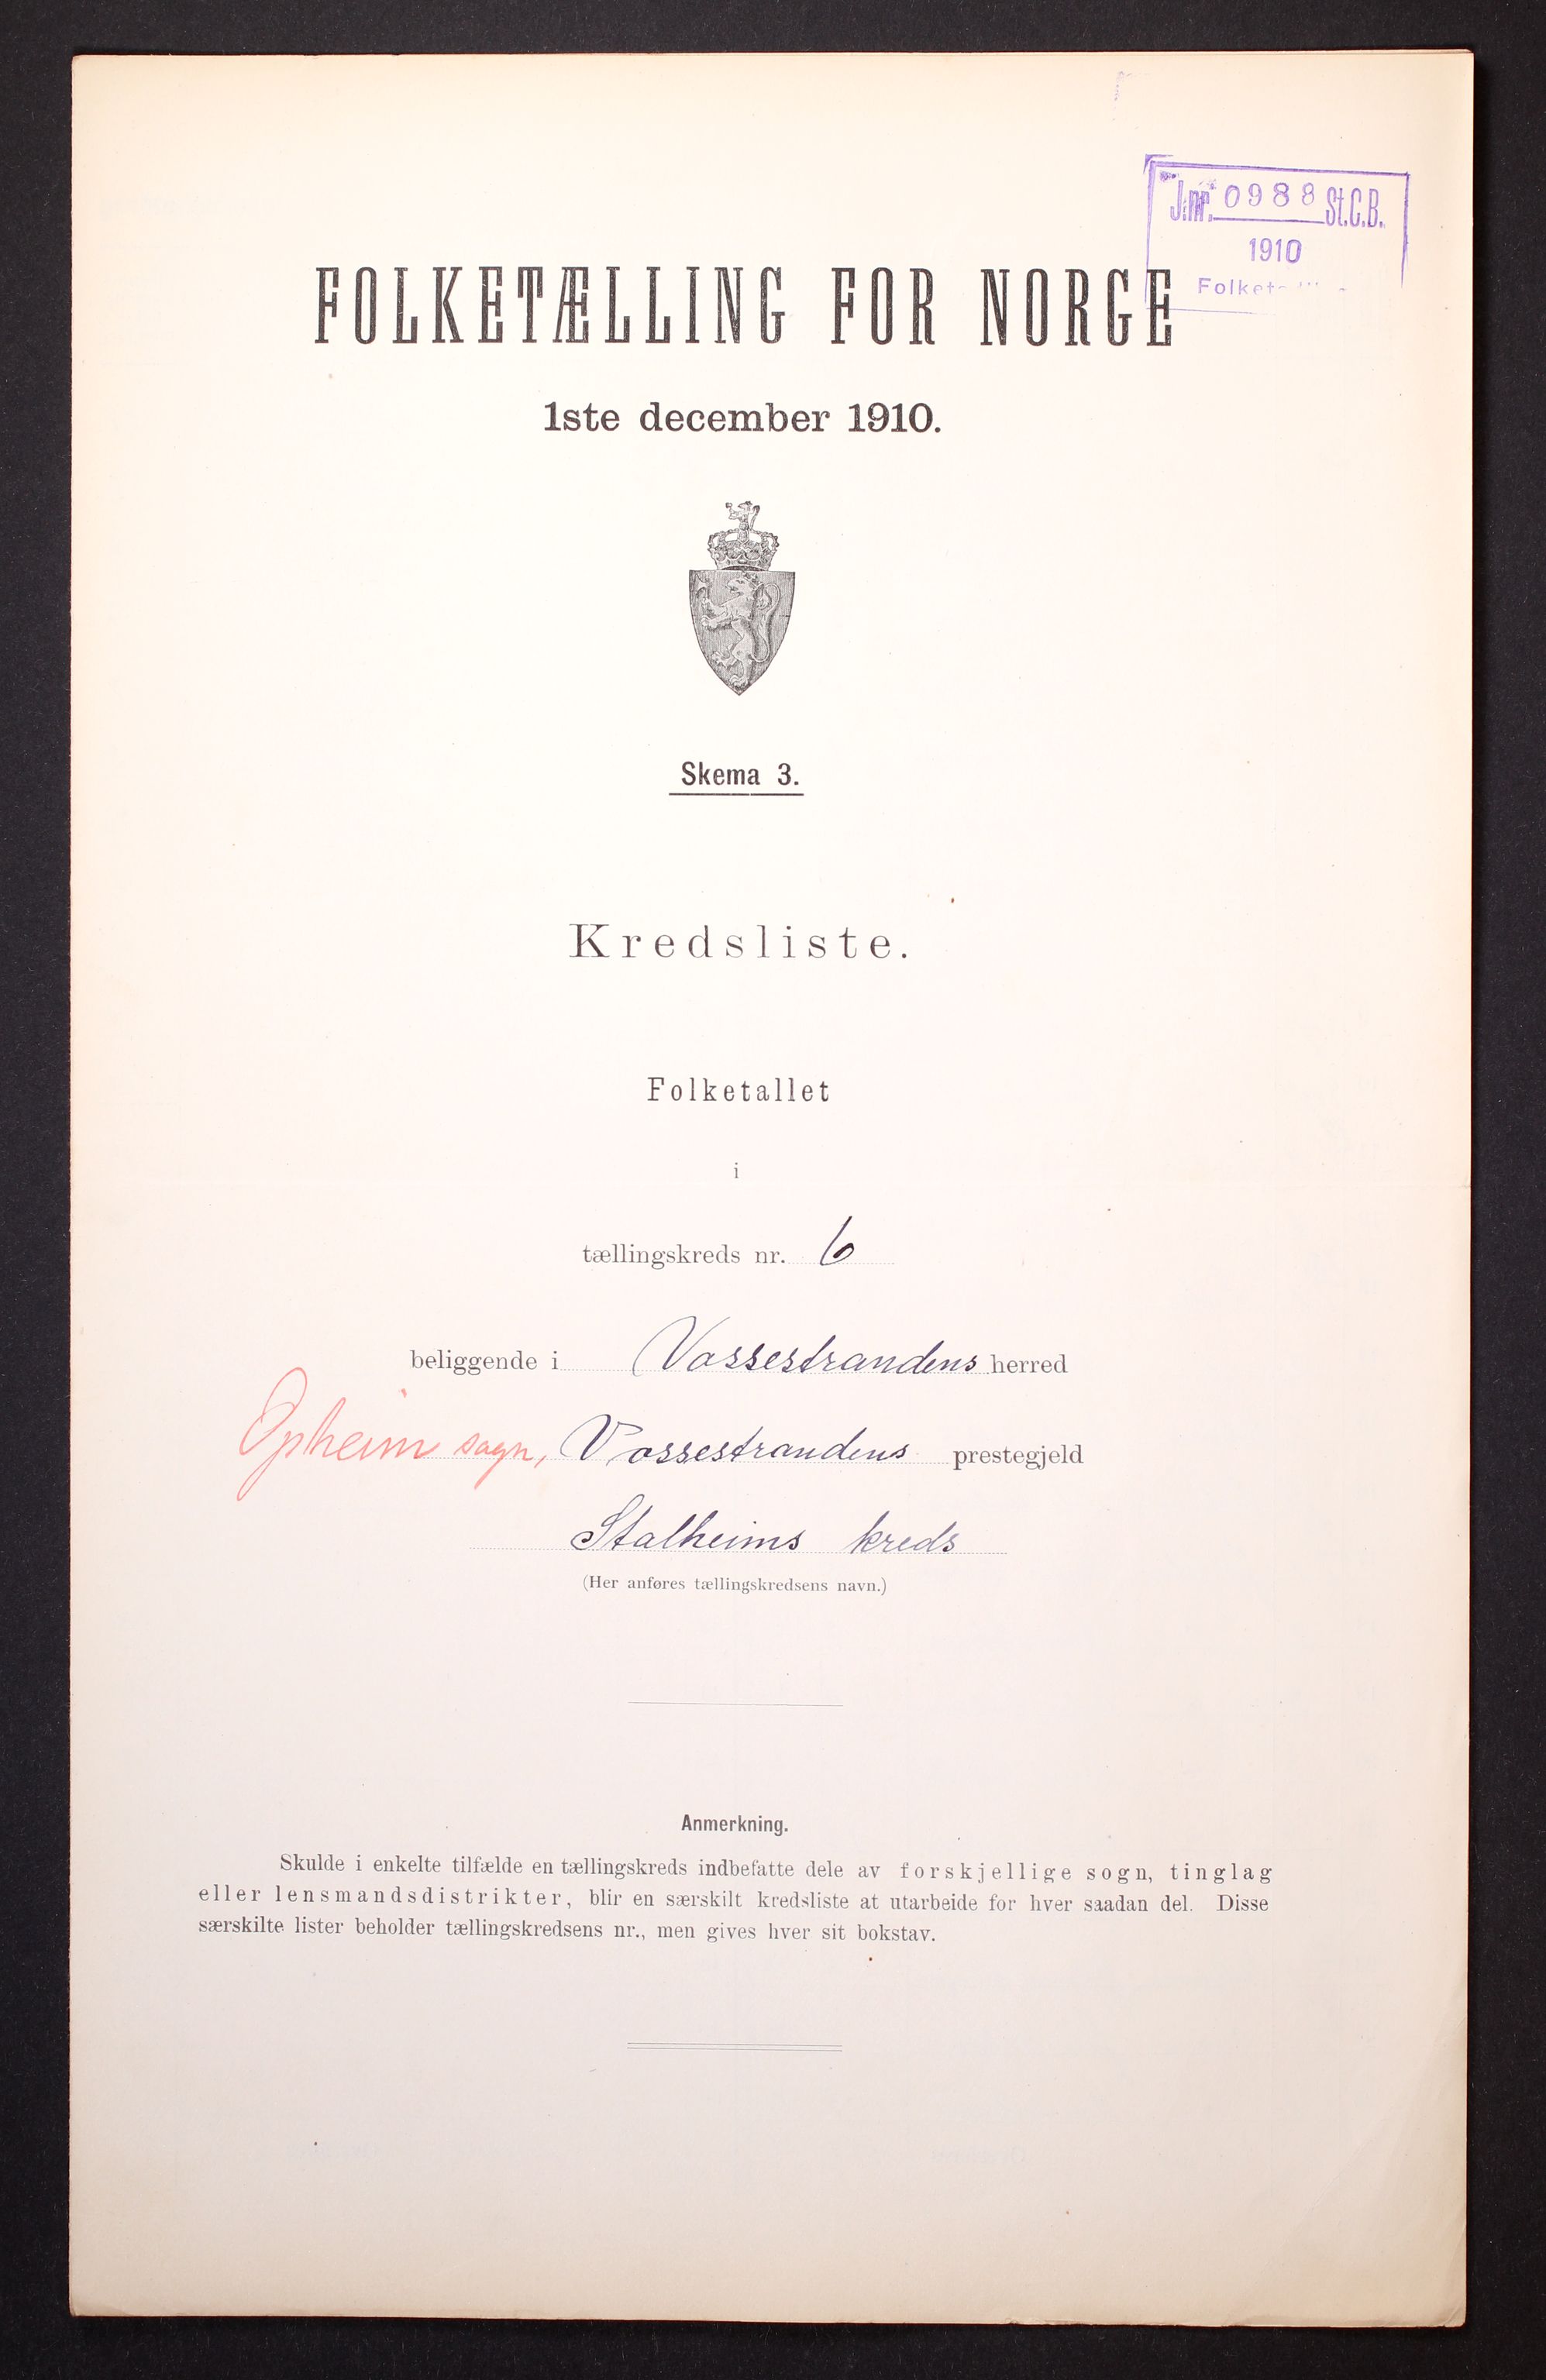 J.nr. 0988 St.C.B.
1910
FOLKETÆLLING FOR NORGE
1ste december 1910.
Skema 3.
Kredsliste.
Folketallet
i
tællingskreds nr. 6
beliggende i Vossestrandens herred
Opheim sogn, Vossestrandens prestegjeld
Stalheims kreds
(Her anføres tællingskredsens navn.)
Anmerkning.
Skulde i enkelte tilfælde en tællingskreds indbefatte dele av forskjellige sogn, tinglag
eller lensmandsdistrikter, blir en særskilt kredsliste at utarbeide for hver saadan del. Disse
særskilte lister beholder tællingskredsens nr., men gives hver sit bokstav.